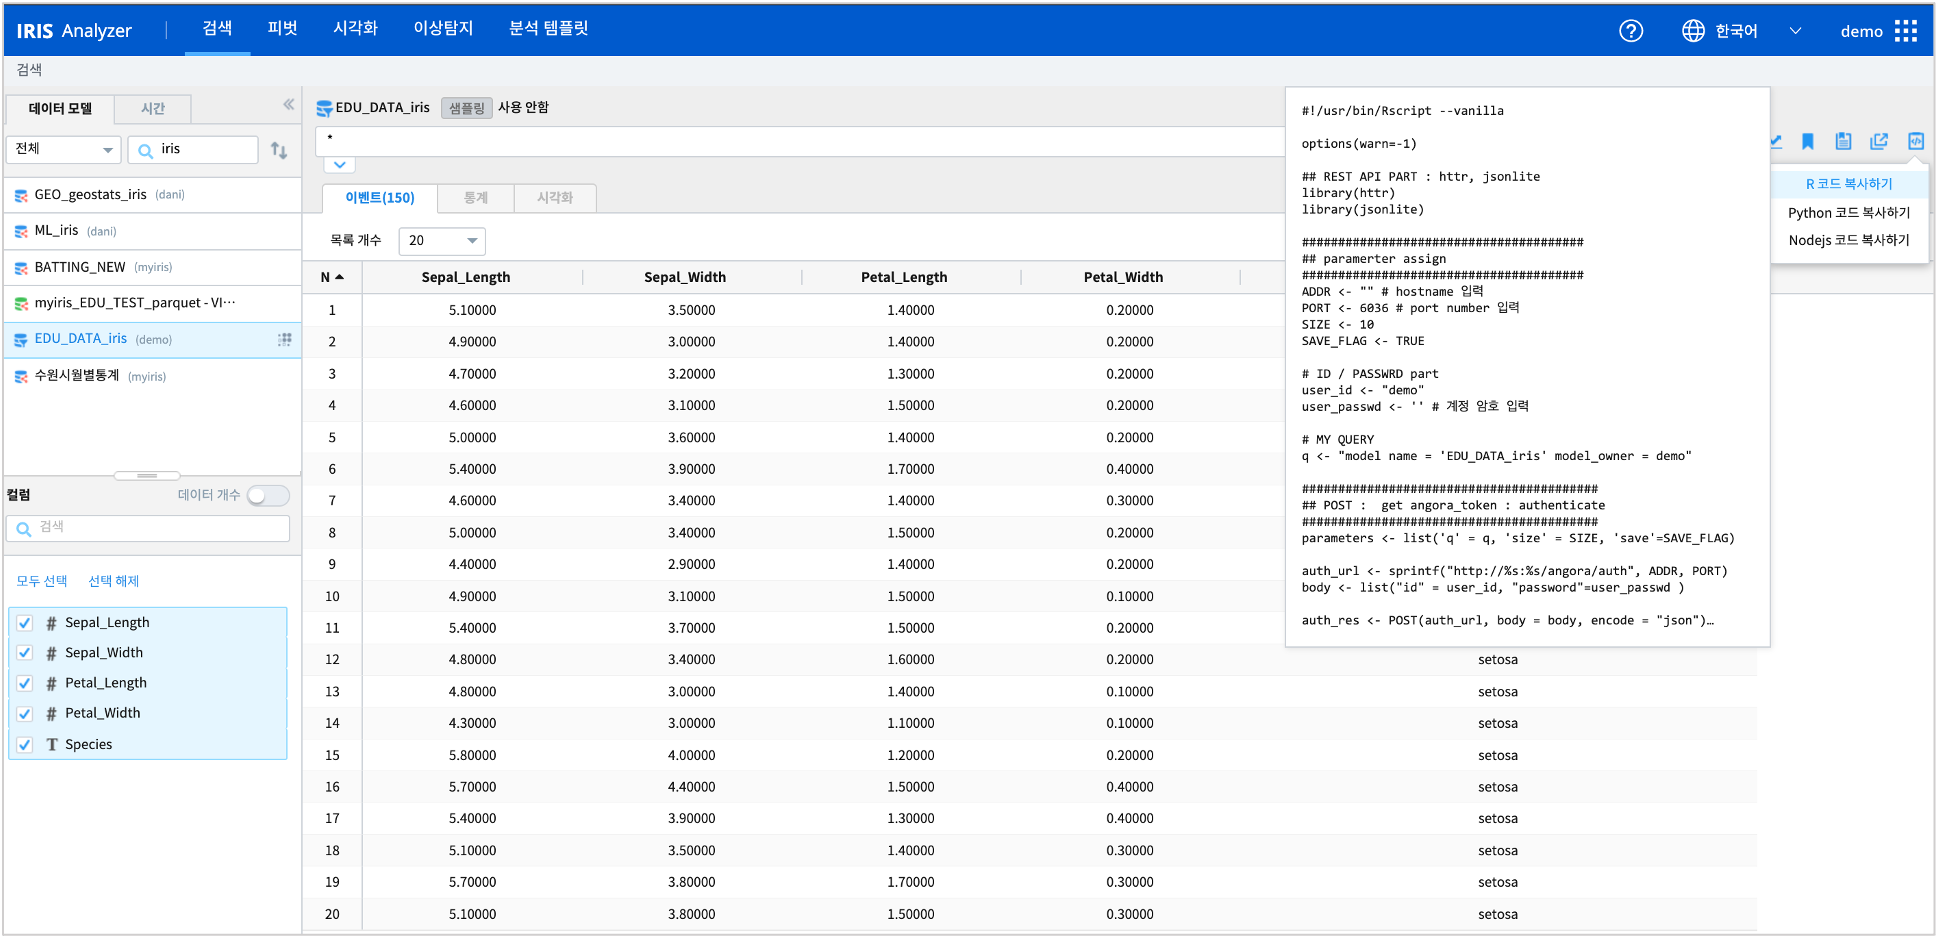 IRIS Analyzer 검색 피벗 시각화 이상탐지 분석 템플릿 한국어 demo
검색
데이터 모델 시간
전체 iris
GEO_geostats_iris (dani)
ML_iris (dani)
BATTING_NEW (myiris)
myiris_EDU_TEST_parquet - VI···
EDU_DATA_iris (demo)
수원시월별통계 (myiris)
컬럼 데이터 개수
검색
모두 선택 선택 해제
# Sepal_Length
# Sepal_Width
# Petal_Length
# Petal_Width
T Species
EDU_DATA_iris 샘플링 사용 안함
*
이벤트(150) 통계 시각화
목록 개수 20
N Sepal_Length Sepal_Width Petal_Length Petal_Width
1 5.10000 3.50000 1.40000 0.20000
2 4.90000 3.00000 1.40000 0.20000
3 4.70000 3.20000 1.30000 0.20000
4 4.60000 3.10000 1.50000 0.20000
5 5.00000 3.60000 1.40000 0.20000
6 5.40000 3.90000 1.70000 0.40000
7 4.60000 3.40000 1.40000 0.30000
8 5.00000 3.40000 1.50000 0.20000
9 4.40000 2.90000 1.40000 0.20000
10 4.90000 3.10000 1.50000 0.10000
11 5.40000 3.70000 1.50000 0.20000
12 4.80000 3.40000 1.60000 0.20000 setosa
13 4.80000 3.00000 1.40000 0.10000 setosa
14 4.30000 3.00000 1.10000 0.10000 setosa
15 5.80000 4.00000 1.20000 0.20000 setosa
16 5.70000 4.40000 1.50000 0.40000 setosa
17 5.40000 3.90000 1.30000 0.40000 setosa
18 5.10000 3.50000 1.40000 0.30000 setosa
19 5.70000 3.80000 1.70000 0.30000 setosa
20 5.10000 3.80000 1.50000 0.30000 setosa
#!/usr/bin/Rscript --vanilla
options(warn=-1)
## REST API PART : httr, jsonlite
library(httr)
library(jsonlite)
#######################################
## paramerter assign
#######################################
ADDR <- "" # hostname 입력
PORT <- 6036 # port number 입력
SIZE <- 10
SAVE_FLAG <- TRUE
# ID / PASSWRD part
user_id <- "demo"
user_passwd <- '' # 계정 암호 입력
# MY QUERY
q <- "model name = 'EDU_DATA_iris' model_owner = demo"
#########################################
## POST :  get angora_token : authenticate
#########################################
parameters <- list('q' = q, 'size' = SIZE, 'save'=SAVE_FLAG)
auth_url <- sprintf("http://%s:%s/angora/auth", ADDR, PORT)
body <- list("id" = user_id, "password"=user_passwd )
auth_res <- POST(auth_url, body = body, encode = "json")…
R 코드 복사하기
Python 코드 복사하기
Nodejs 코드 복사하기